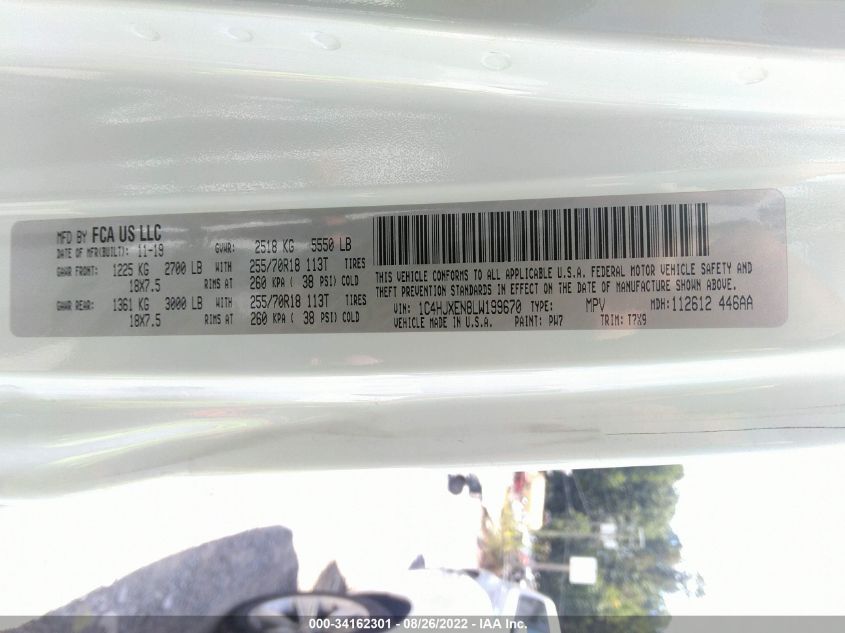 MFD BY FCA US LLC
DATE OF MFR(BUILT): 11-19 GVWR: 2518 KG 5550 LB
GAWR FRONT: 1225 KG 2700 LB WITH 255/70R18 113T TIRES
18X7.5 RIMS AT 260 KPA ( 38 PSI) COLD
GAWR REAR: 1361 KG 3000 LB WITH 255/70R18 113T TIRES
18X7.5 RIMS AT 260 KPA ( 38 PSI) COLD
THIS VEHICLE CONFORMS TO ALL APPLICABLE U.S.A. FEDERAL MOTOR VEHICLE SAFETY AND
THEFT PREVENTION STANDARDS IN EFFECT ON THE DATE OF MANUFACTURE SHOWN ABOVE.
VIN: 1C4HJXEN8LW199670 TYPE: MPV MDH: 112612 446AA
VEHICLE MADE IN U.S.A. PAINT: PW7 TRIM: T7X9
000-34162301 - 08/26/2022 - IAA Inc.